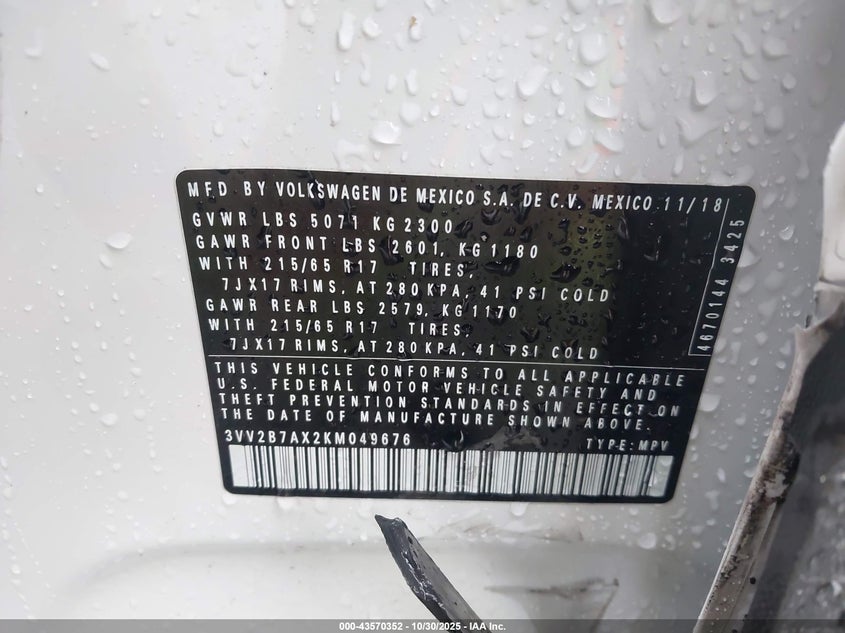 MFD BY VOLKSWAGEN DE MEXICO S.A. DE C.V. MEXICO 11/18
GVWR LBS 5071 KG 2300
GAWR FRONT LBS 2601, KG 1180
WITH 215/65 R17 TIRES,
7JX17 RIMS, AT 280 KPA, 41 PSI COLD
GAWR REAR LBS 2579, KG 1170
WITH 215/65 R17 TIRES,
7JX17 RIMS, AT 280 KPA, 41 PSI COLD
4670144 3425
THIS VEHICLE CONFORMS TO ALL APPLICABLE
U.S. FEDERAL MOTOR VEHICLE SAFETY AND
THEFT PREVENTION STANDARDS IN EFFECT ON
THE DATE OF MANUFACTURE SHOWN ABOVE.
3VV2B7AX2KM049676 TYPE: MPV
000-43570352 - 10/30/2025 - IAA Inc.